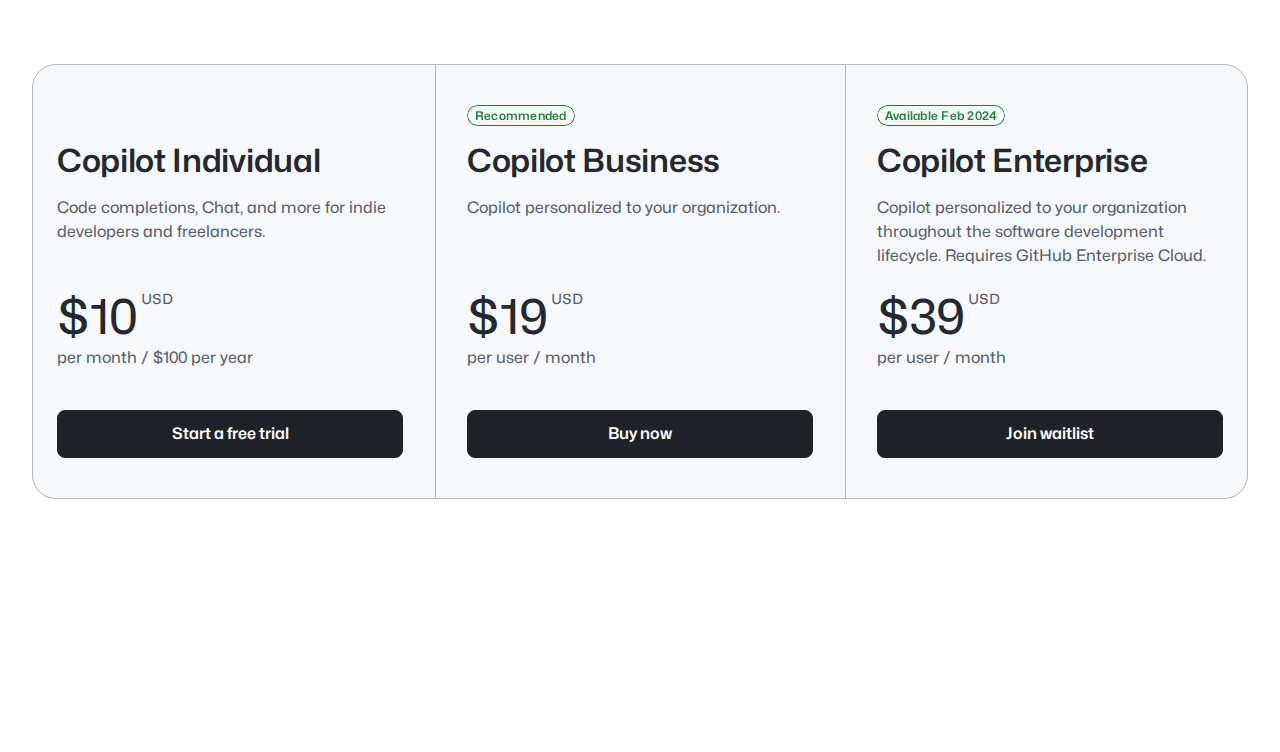 Copilot Individual
Code completions, Chat, and more for indie
developers and freelancers.
$10 USD
per month / $100 per year
Start a free trial
Recommended
Copilot Business
Copilot personalized to your organization.
$19 USD
per user / month
Buy now
Available Feb 2024
Copilot Enterprise
Copilot personalized to your organization
throughout the software development
lifecycle. Requires GitHub Enterprise Cloud.
$39 USD
per user / month
Join waitlist